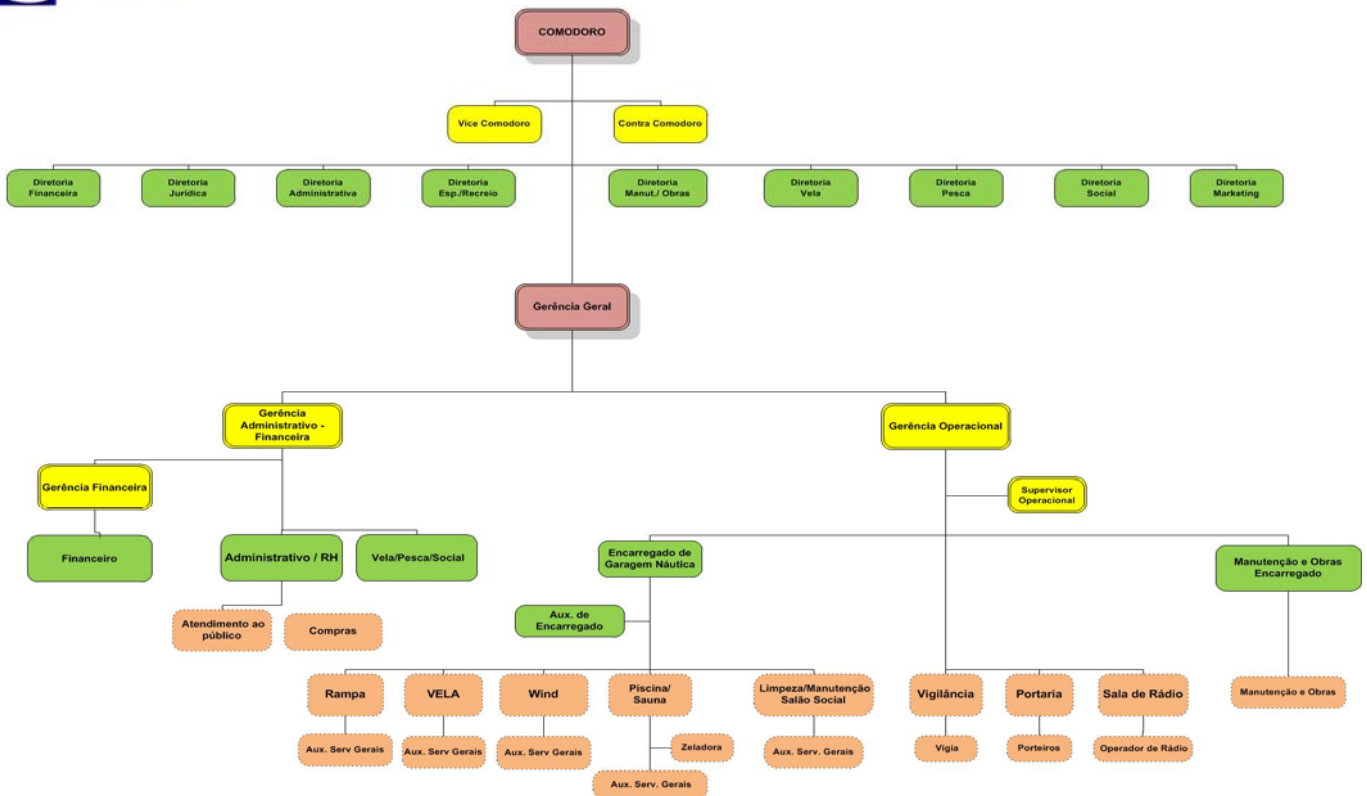 COMODORO
Vice Comodoro
Contra Comodoro
Diretoria
Financeira
Diretoria
Jurídica
Diretoria
Administrativa
Diretoria
Esp./Recreio
Diretoria
Manut./ Obras
Diretoria
Vela
Diretoria
Pesca
Diretoria
Social
Diretoria
Marketing
Gerência Geral
Gerência
Administrativo -
Financeira
Gerência Operacional
Gerência Financeira
Supervisor
Operacional
Financeiro
Administrativo / RH
Vela/Pesca/Social
Encarregado de
Garagem Náutica
Manutenção e Obras
Encarregado
Atendimento ao
público
Compras
Aux. de
Encarregado
Rampa
VELA
Wind
Piscina/
Sauna
Limpeza/Manutenção
Salão Social
Vigilância
Portaria
Sala de Rádio
Manutenção e Obras
Aux. Serv Gerais
Aux. Serv Gerais
Aux. Serv Gerais
Zeladora
Aux. Serv. Gerais
Vigia
Porteiros
Operador de Rádio
Aux. Serv. Gerais